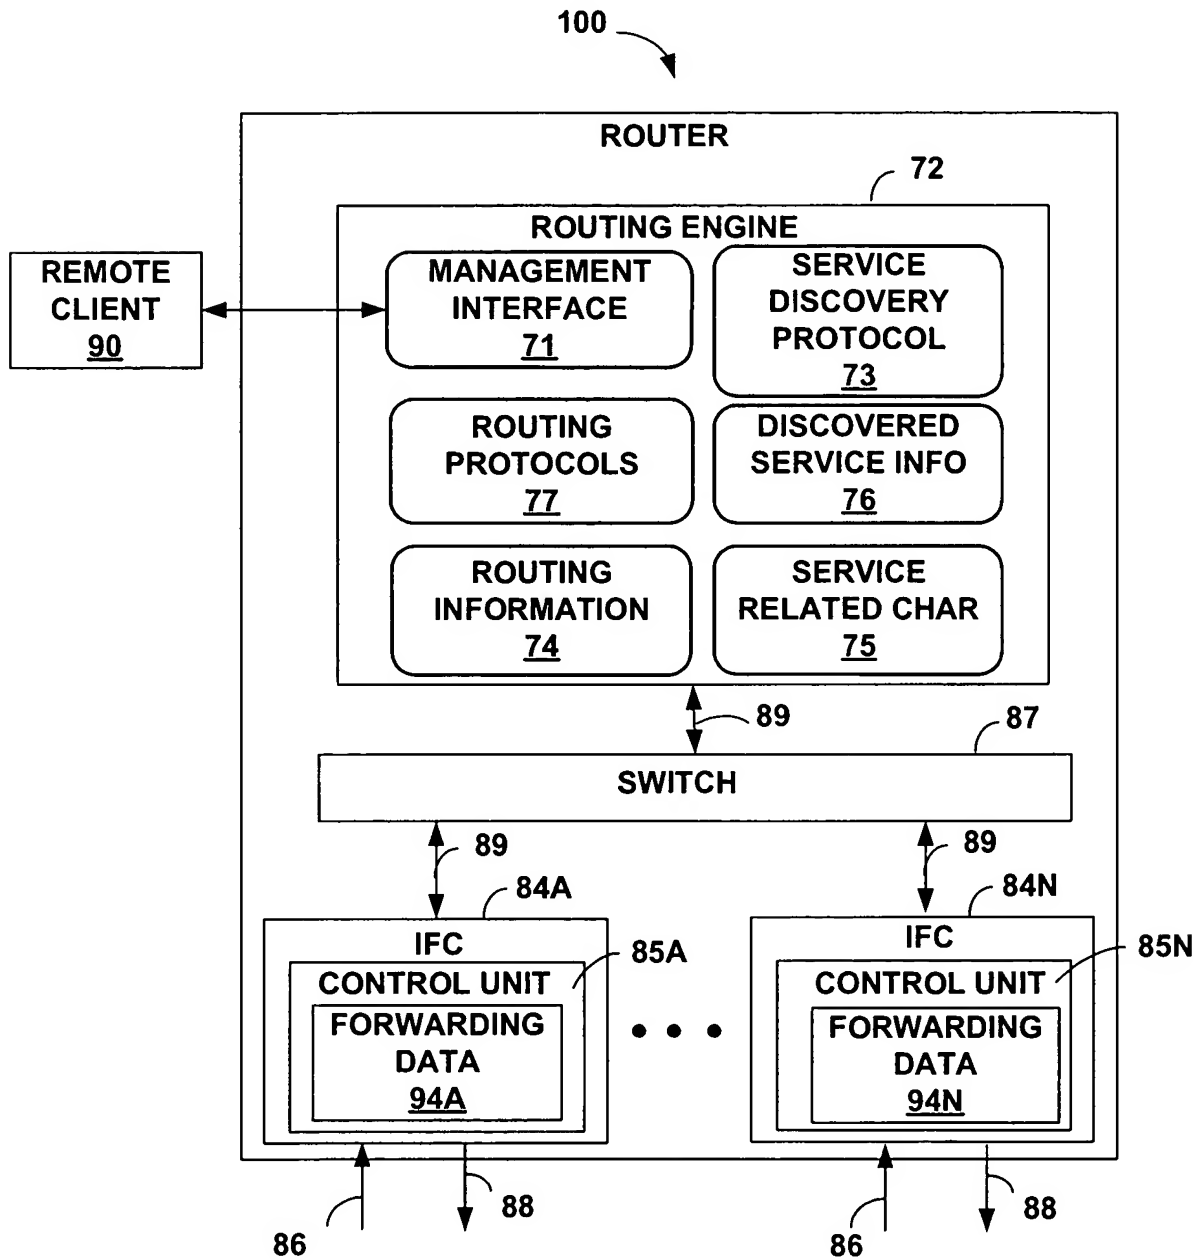 100
ROUTER
72
ROUTING ENGINE
REMOTE
CLIENT
90
MANAGEMENT
INTERFACE
71
SERVICE
DISCOVERY
PROTOCOL
73
ROUTING
PROTOCOLS
77
DISCOVERED
SERVICE INFO
76
ROUTING
INFORMATION
74
SERVICE
RELATED CHAR
75
89
87
SWITCH
89
89
84A
84N
IFC
85A
CONTROL UNIT
FORWARDING
DATA
94A
IFC
85N
CONTROL UNIT
FORWARDING
DATA
94N
86
88
86
88